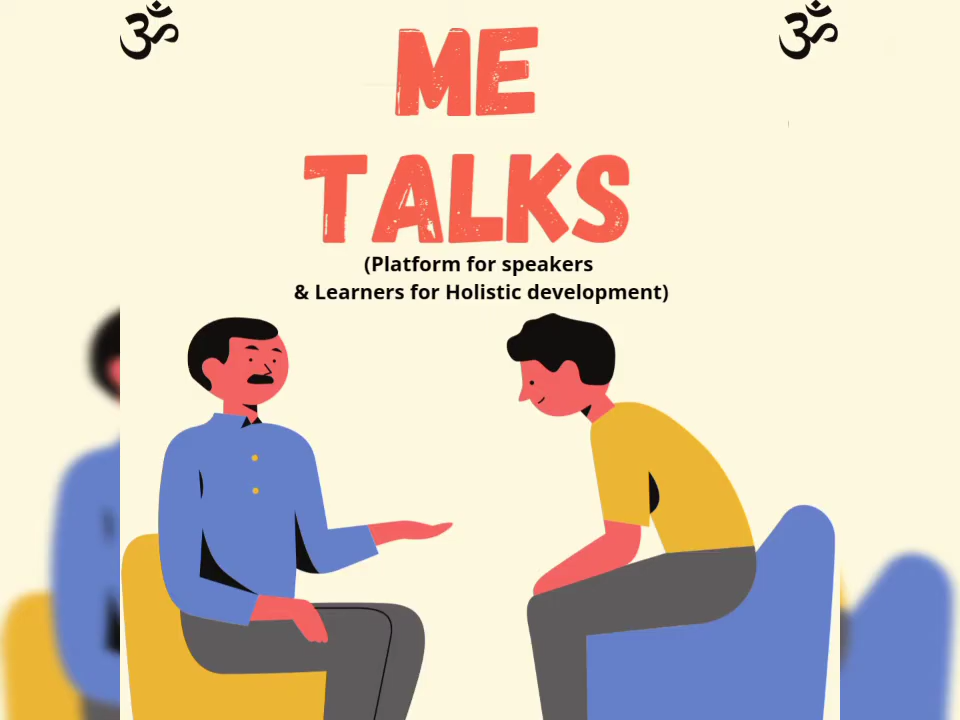 ॐ ॐ
ME
TALKS
(Platform for speakers
& Learners for Holistic development)